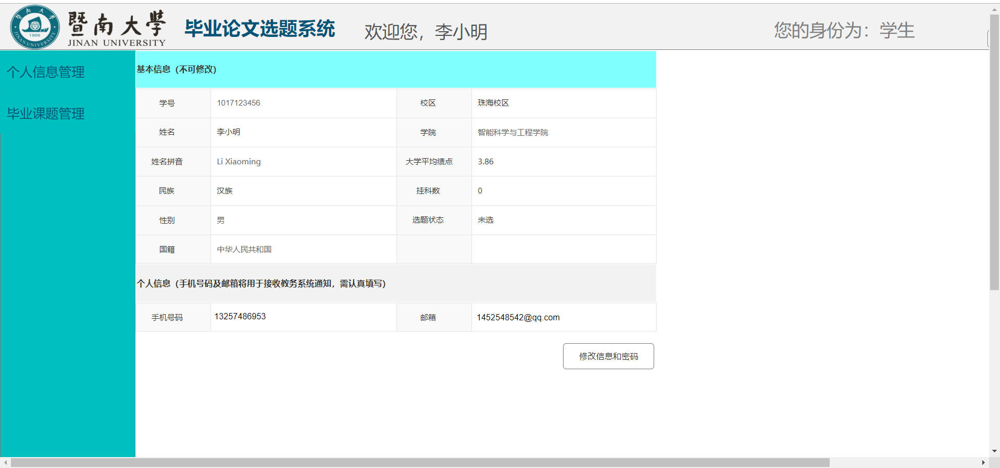 暨南大学
JINAN UNIVERSITY
1906
毕业论文选题系统
欢迎您，李小明
您的身份为：学生
个人信息管理
毕业课题管理
基本信息（不可修改）
学号 1017123456 校区 珠海校区
姓名 李小明 学院 智能科学与工程学院
姓名拼音 Li Xiaoming 大学平均绩点 3.86
民族 汉族 挂科数 0
性别 男 选题状态 未选
国籍 中华人民共和国
个人信息（手机号码及邮箱将用于接收教务系统通知，需认真填写）
手机号码 13257486953 邮箱 1452548542@qq.com
修改信息和密码